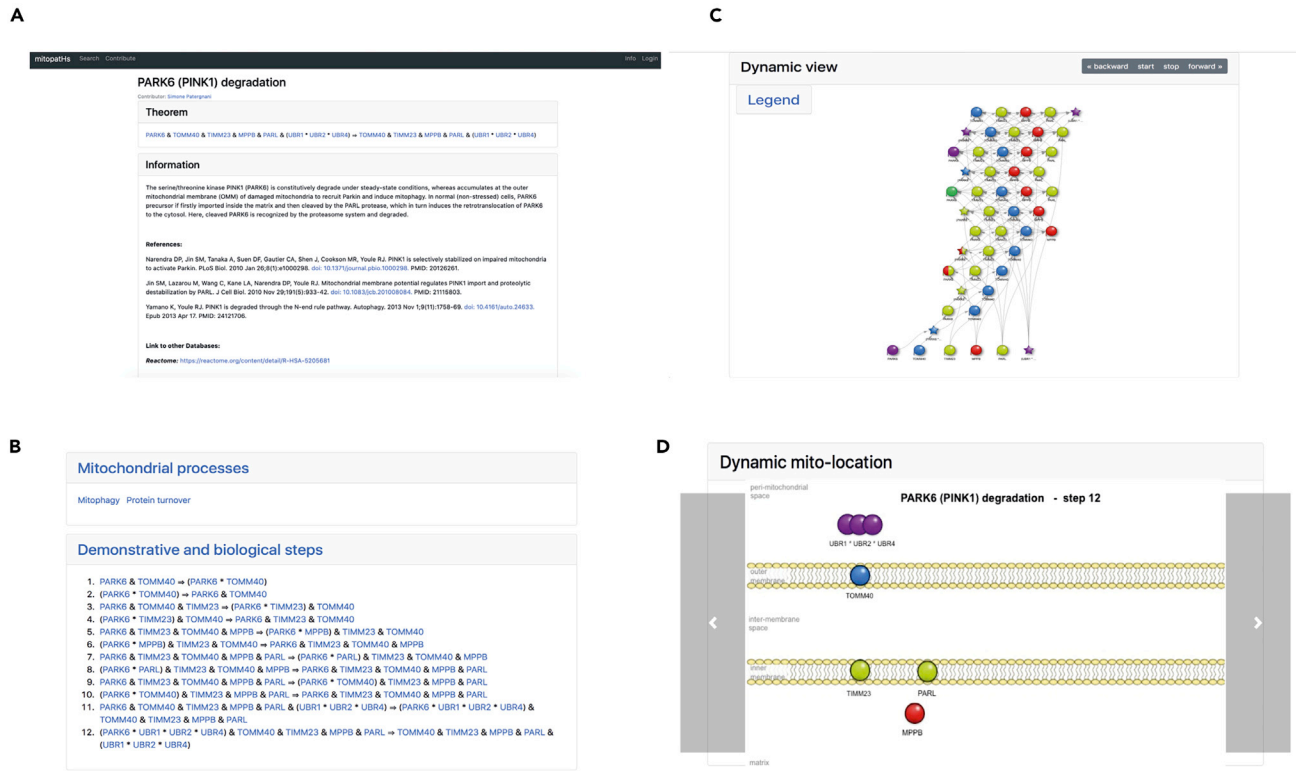 A
mitopatHs Search Contribute Info Login
PARK6 (PINK1) degradation
Contributor: Simone Patergnani
Theorem
PARK6 & TOMM40 & TIMM23 & MPPB & PARL & (UBR1 * UBR2 * UBR4) ⇒ TOMM40 & TIMM23 & MPPB & PARL & (UBR1 * UBR2 * UBR4)
Information
The serine/threonine kinase PINK1 (PARK6) is constitutively degrade under steady-state conditions, whereas accumulates at the outer
mitochondrial membrane (OMM) of damaged mitochondria to recruit Parkin and induce mitophagy. In normal (non-stressed) cells, PARK6
precursor if firstly imported inside the matrix and then cleaved by the PARL protease, which in turn induces the retrotranslocation of PARK6
to the cytosol. Here, cleaved PARK6 is recognized by the proteasome system and degraded.
References:
Narendra DP, Jin SM, Tanaka A, Suen DF, Gautier CA, Shen J, Cookson MR, Youle RJ. PINK1 is selectively stabilized on impaired mitochondria
to activate Parkin. PLoS Biol. 2010 Jan 26;8(1):e1000298. doi: 10.1371/journal.pbio.1000298. PMID: 20126261.
Jin SM, Lazarou M, Wang C, Kane LA, Narendra DP, Youle RJ. Mitochondrial membrane potential regulates PINK1 import and proteolytic
destabilization by PARL. J Cell Biol. 2010 Nov 29;191(5):933-42. doi: 10.1083/jcb.201008084. PMID: 21115803.
Yamano K, Youle RJ. PINK1 is degraded through the N-end rule pathway. Autophagy. 2013 Nov 1;9(11):1758-69. doi: 10.4161/auto.24633.
Epub 2013 Apr 17. PMID: 24121706.
Link to other Databases:
Reactome: https://reactome.org/content/detail/R-HSA-5205681
C
Dynamic view
« backward start stop forward »
Legend
PARK6 TOMM40 TIMM23 MPPB PARL
B
Mitochondrial processes
Mitophagy Protein turnover
Demonstrative and biological steps
1. PARK6 & TOMM40 ⇒ (PARK6 * TOMM40)
2. (PARK6 * TOMM40) ⇒ PARK6 & TOMM40
3. PARK6 & TOMM40 & TIMM23 ⇒ (PARK6 * TIMM23) & TOMM40
4. (PARK6 * TIMM23) & TOMM40 ⇒ PARK6 & TIMM23 & TOMM40
5. PARK6 & TIMM23 & TOMM40 & MPPB ⇒ (PARK6 * MPPB) & TIMM23 & TOMM40
6. (PARK6 * MPPB) & TIMM23 & TOMM40 ⇒ PARK6 & TIMM23 & TOMM40 & MPPB
7. PARK6 & TIMM23 & TOMM40 & MPPB & PARL ⇒ (PARK6 * PARL) & TIMM23 & TOMM40 & MPPB
8. (PARK6 * PARL) & TIMM23 & TOMM40 & MPPB ⇒ PARK6 & TIMM23 & TOMM40 & MPPB & PARL
9. PARK6 & TIMM23 & TOMM40 & MPPB & PARL ⇒ (PARK6 * TOMM40) & TIMM23 & MPPB & PARL
10. (PARK6 * TOMM40) & TIMM23 & MPPB & PARL ⇒ PARK6 & TIMM23 & TOMM40 & MPPB & PARL
11. PARK6 & TOMM40 & TIMM23 & MPPB & PARL & (UBR1 * UBR2 * UBR4) ⇒ (PARK6 * UBR1 * UBR2 * UBR4) &
TOMM40 & TIMM23 & MPPB & PARL
12. (PARK6 * UBR1 * UBR2 * UBR4) & TOMM40 & TIMM23 & MPPB & PARL ⇒ TOMM40 & TIMM23 & MPPB & PARL &
(UBR1 * UBR2 * UBR4)
D
Dynamic mito-location
peri-mitochondrial
space
PARK6 (PINK1) degradation - step 12
UBR1 * UBR2 * UBR4
outer
membrane
TOMM40
inter-membrane
space
inner
membrane
TIMM23 PARL
MPPB
matrix